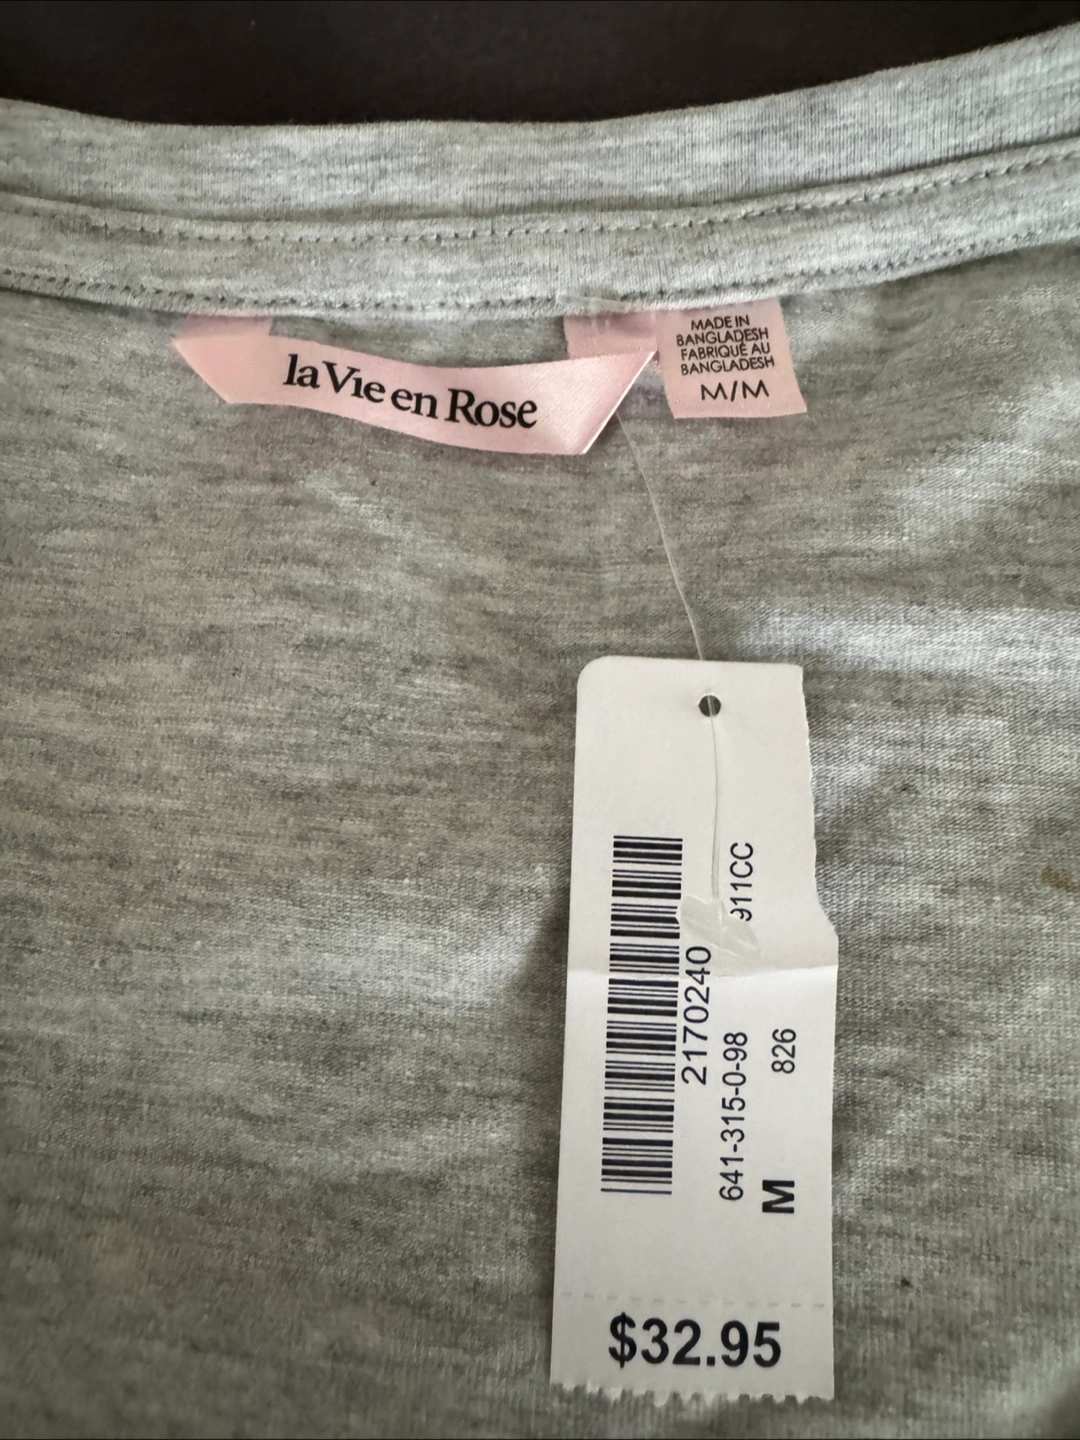 la Vie en Rose
MADE IN
BANGLADESH
FABRIQUÉ AU
BANGLADESH
M/M
911CC
2170240
641-315-0-98
826
M
$32.95